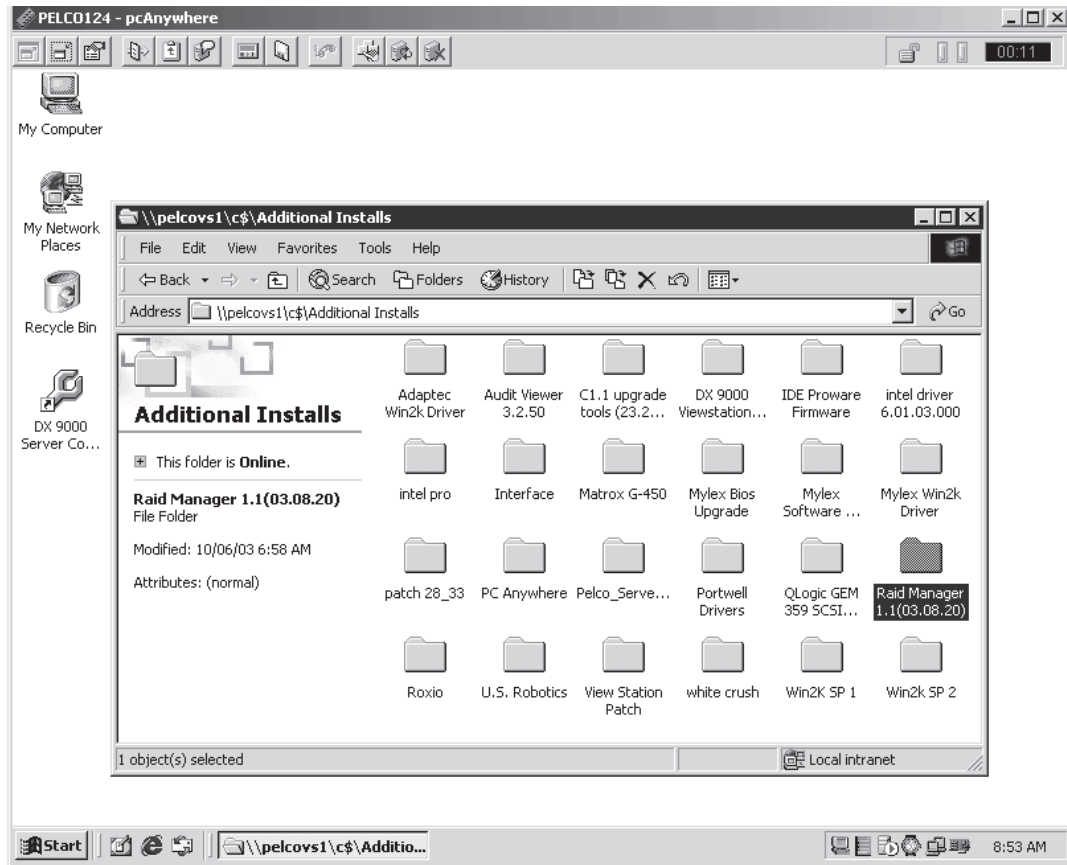 PELCO124 - pcAnywhere
00:11
My Computer
My Network
Places
Recycle Bin
DX 9000
Server Co...
\\pelcovs1\c$\Additional Installs
File Edit View Favorites Tools Help
Back Search Folders History
Address \\pelcovs1\c$\Additional Installs Go
Additional Installs
This folder is Online.
Raid Manager 1.1(03.08.20)
File Folder
Modified: 10/06/03 6:58 AM
Attributes: (normal)
Adaptec
Win2k Driver
Audit Viewer
3.2.50
C1.1 upgrade
tools (23.2...
DX 9000
Viewstation...
IDE Proware
Firmware
intel driver
6.01.03.000
intel pro
Interface
Matrox G-450
Mylex Bios
Upgrade
Mylex
Software ...
Mylex Win2k
Driver
patch 28_33
PC Anywhere
Pelco_Serve...
Portwell
Drivers
QLogic GEM
359 SCSI...
Raid Manager
1.1(03.08.20)
Roxio
U.S. Robotics
View Station
Patch
white crush
Win2K SP 1
Win2k SP 2
1 object(s) selected
Local intranet
Start
\\pelcovs1\c$\Additio...
8:53 AM